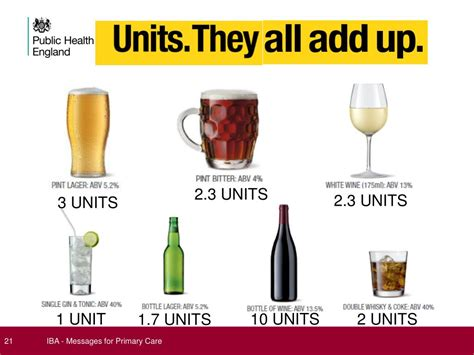 Public Health
England
Units. They all add up.
PINT LAGER: ABV 5.2%
3 UNITS
PINT BITTER: ABV 4%
2.3 UNITS
WHITE WINE (175ml): ABV 13%
2.3 UNITS
SINGLE GIN & TONIC: ABV 40%
1 UNIT
BOTTLE LAGER: ABV 5.2%
1.7 UNITS
BOTTLE OF WINE: ABV 13.5%
10 UNITS
DOUBLE WHISKY & COKE: ABV 40%
2 UNITS
21 IBA - Messages for Primary Care